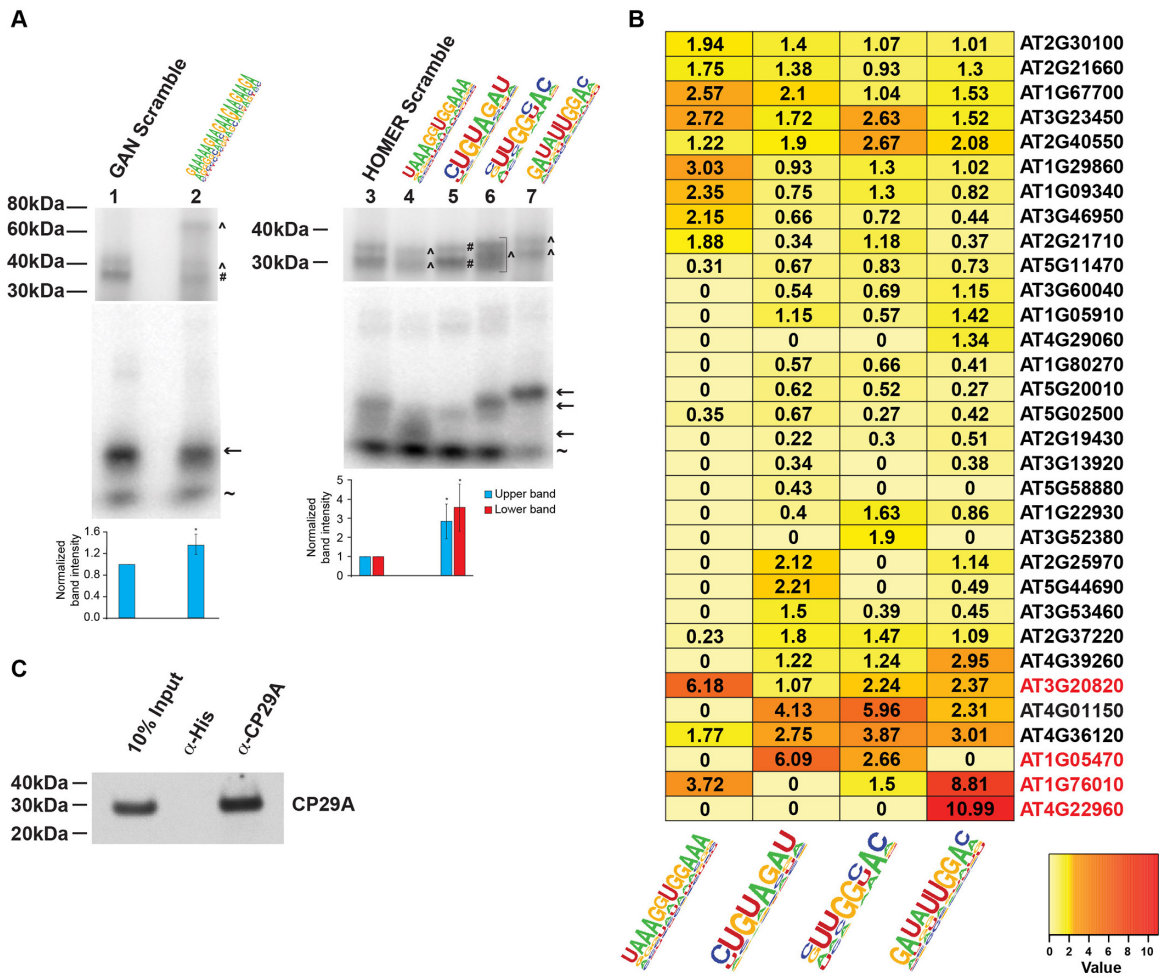 A
GAN Scramble
1 2
80kDa
60kDa ^
40kDa ^
#
30kDa
← 
~
1.6
1.2
0.8
0.4
0.0
Normalized
band intensity
*
HOMER Scramble
UAAAGGUGGAAA
CUGUAGAU
GAUAUUGGAC
3 4 5 6 7
40kDa
30kDa
^
^
#
#
^
^
^
←
←
←
~
5
4
3
2
1
0
Normalized
band intensity
* *
Upper band
Lower band
B
1.94 1.4 1.07 1.01 AT2G30100
1.75 1.38 0.93 1.3 AT2G21660
2.57 2.1 1.04 1.53 AT1G67700
2.72 1.72 2.63 1.52 AT3G23450
1.22 1.9 2.67 2.08 AT2G40550
3.03 0.93 1.3 1.02 AT1G29860
2.35 0.75 1.3 0.82 AT1G09340
2.15 0.66 0.72 0.44 AT3G46950
1.88 0.34 1.18 0.37 AT2G21710
0.31 0.67 0.83 0.73 AT5G11470
0 0.54 0.69 1.15 AT3G60040
0 1.15 0.57 1.42 AT1G05910
0 0 0 1.34 AT4G29060
0 0.57 0.66 0.41 AT1G80270
0 0.62 0.52 0.27 AT5G20010
0.35 0.67 0.27 0.42 AT5G02500
0 0.22 0.3 0.51 AT2G19430
0 0.34 0 0.38 AT3G13920
0 0.43 0 0 AT5G58880
0 0.4 1.63 0.86 AT1G22930
0 0 1.9 0 AT3G52380
0 2.12 0 1.14 AT2G25970
0 2.21 0 0.49 AT5G44690
0 1.5 0.39 0.45 AT3G53460
0.23 1.8 1.47 1.09 AT2G37220
0 1.22 1.24 2.95 AT4G39260
6.18 1.07 2.24 2.37 AT3G20820
0 4.13 5.96 2.31 AT4G01150
1.77 2.75 3.87 3.01 AT4G36120
0 6.09 2.66 0 AT1G05470
3.72 0 1.5 8.81 AT1G76010
0 0 0 10.99 AT4G22960
UAAAGGUGGAAA
CUGUAGAU
GAUAUUGGAC
0 2 4 6 8 10
Value
C
10% Input
α-His
α-CP29A
40kDa
30kDa
20kDa
CP29A